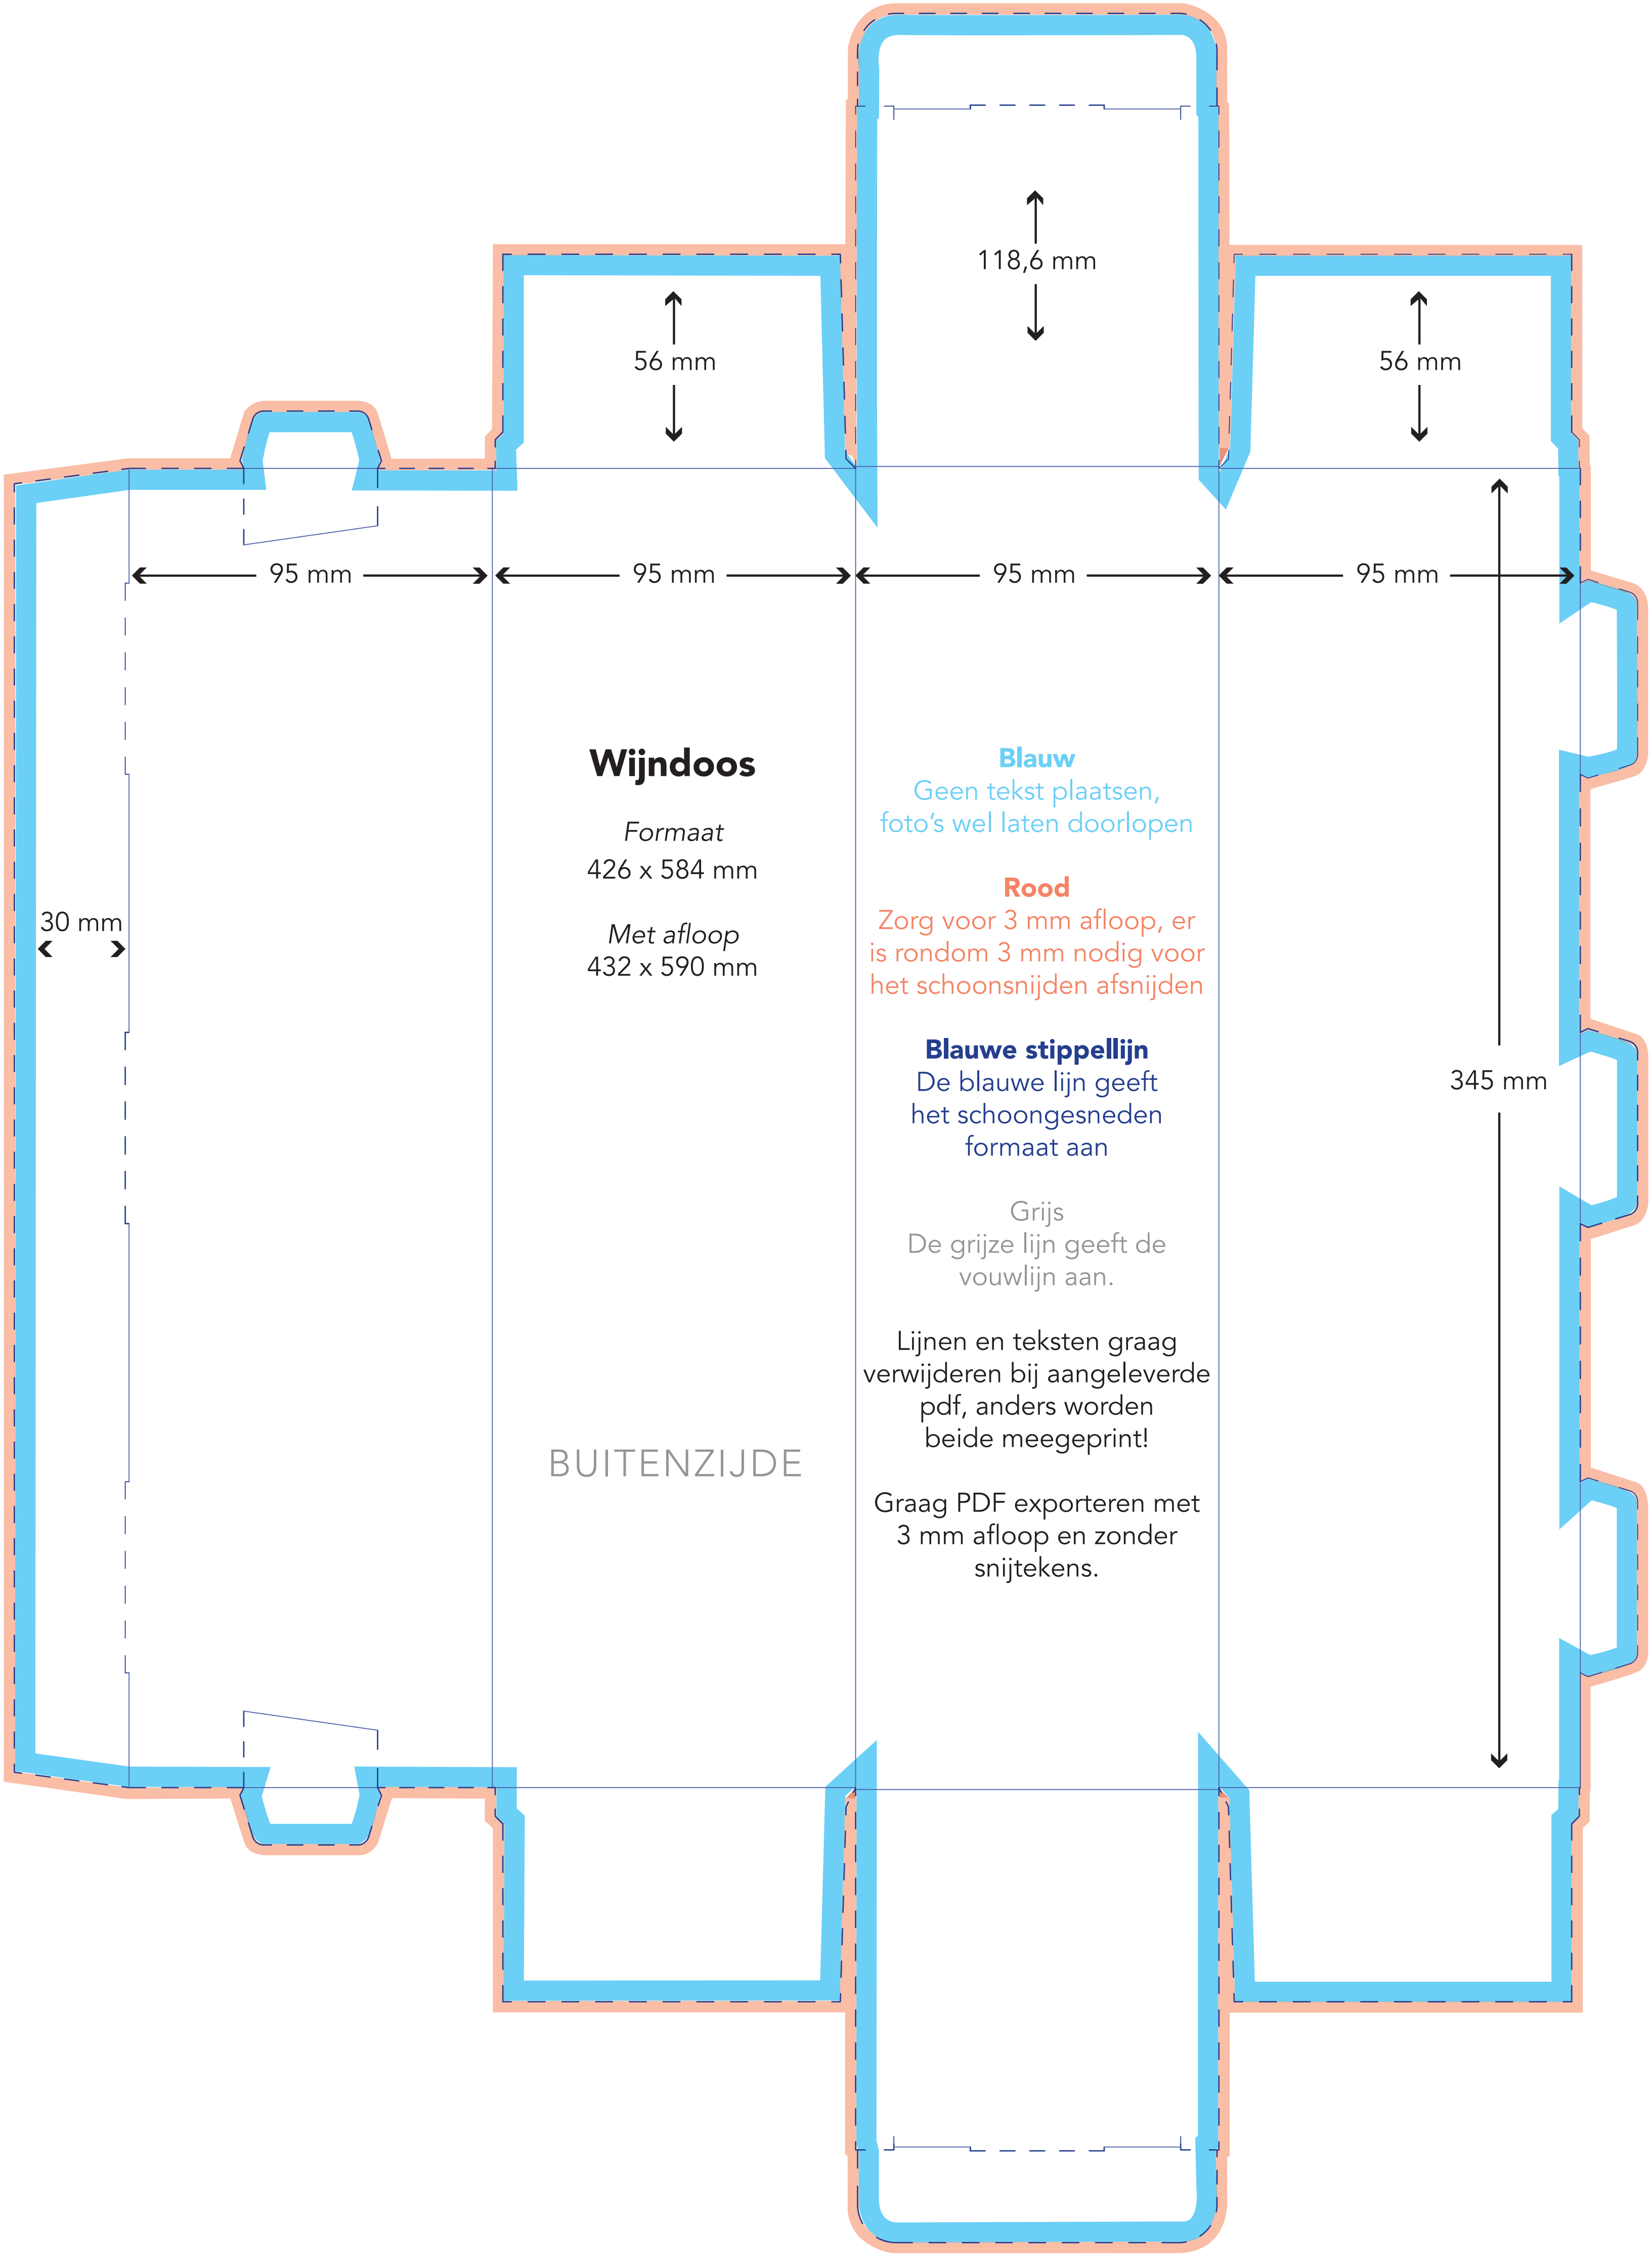 118,6 mm
56 mm
56 mm
95 mm
95 mm
95 mm
95 mm
30 mm
345 mm
Wijndoos
Formaat
426 x 584 mm
Met afloop
432 x 590 mm
BUITENZIJDE
Blauw
Geen tekst plaatsen,
foto’s wel laten doorlopen
Rood
Zorg voor 3 mm afloop, er
is rondom 3 mm nodig voor
het schoonsnijden afsnijden
Blauwe stippellijn
De blauwe lijn geeft
het schoongesneden
formaat aan
Grijs
De grijze lijn geeft de
vouwlijn aan.
Lijnen en teksten graag
verwijderen bij aangeleverde
pdf, anders worden
beide meegeprint!
Graag PDF exporteren met
3 mm afloop en zonder
snijtekens.